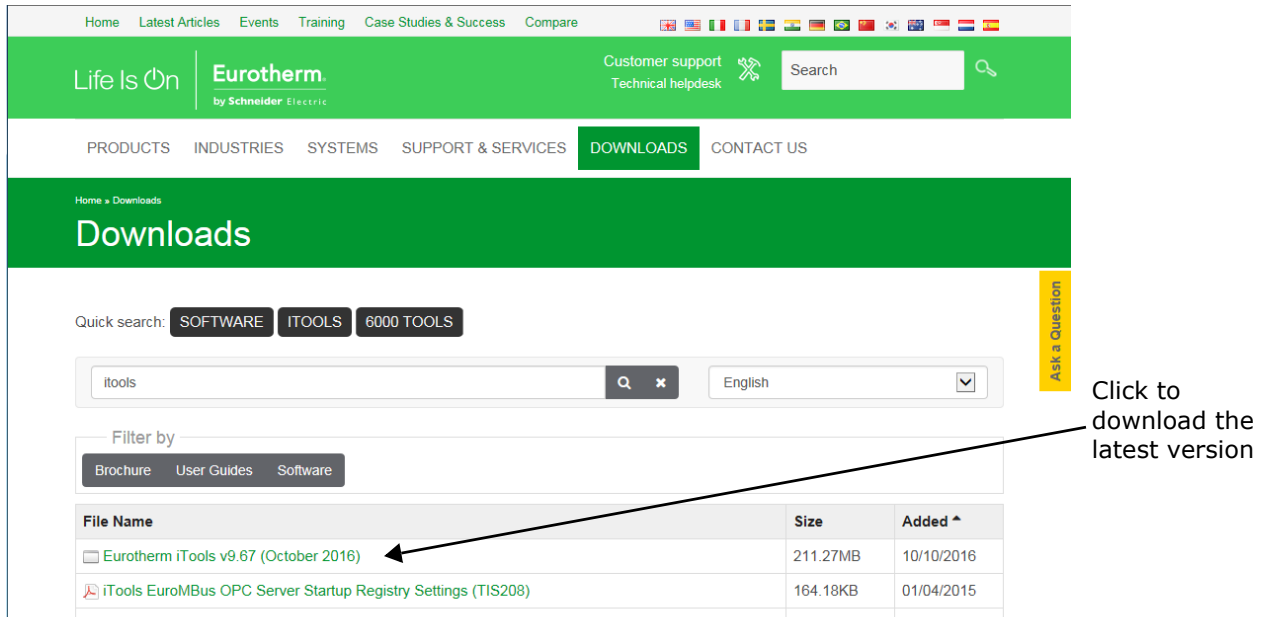 Home Latest Articles Events Training Case Studies & Success Compare
Life Is On
Eurotherm.
by Schneider Electric
Customer support
Technical helpdesk
Search
PRODUCTS INDUSTRIES SYSTEMS SUPPORT & SERVICES DOWNLOADS CONTACT US
Home » Downloads
Downloads
Ask a Question
Quick search: SOFTWARE ITOOLS 6000 TOOLS
itools English
Click to
download the
latest version
Filter by
Brochure User Guides Software
File Name Size Added
Eurotherm iTools v9.67 (October 2016) 211.27MB 10/10/2016
iTools EuroMBus OPC Server Startup Registry Settings (TIS208) 164.18KB 01/04/2015